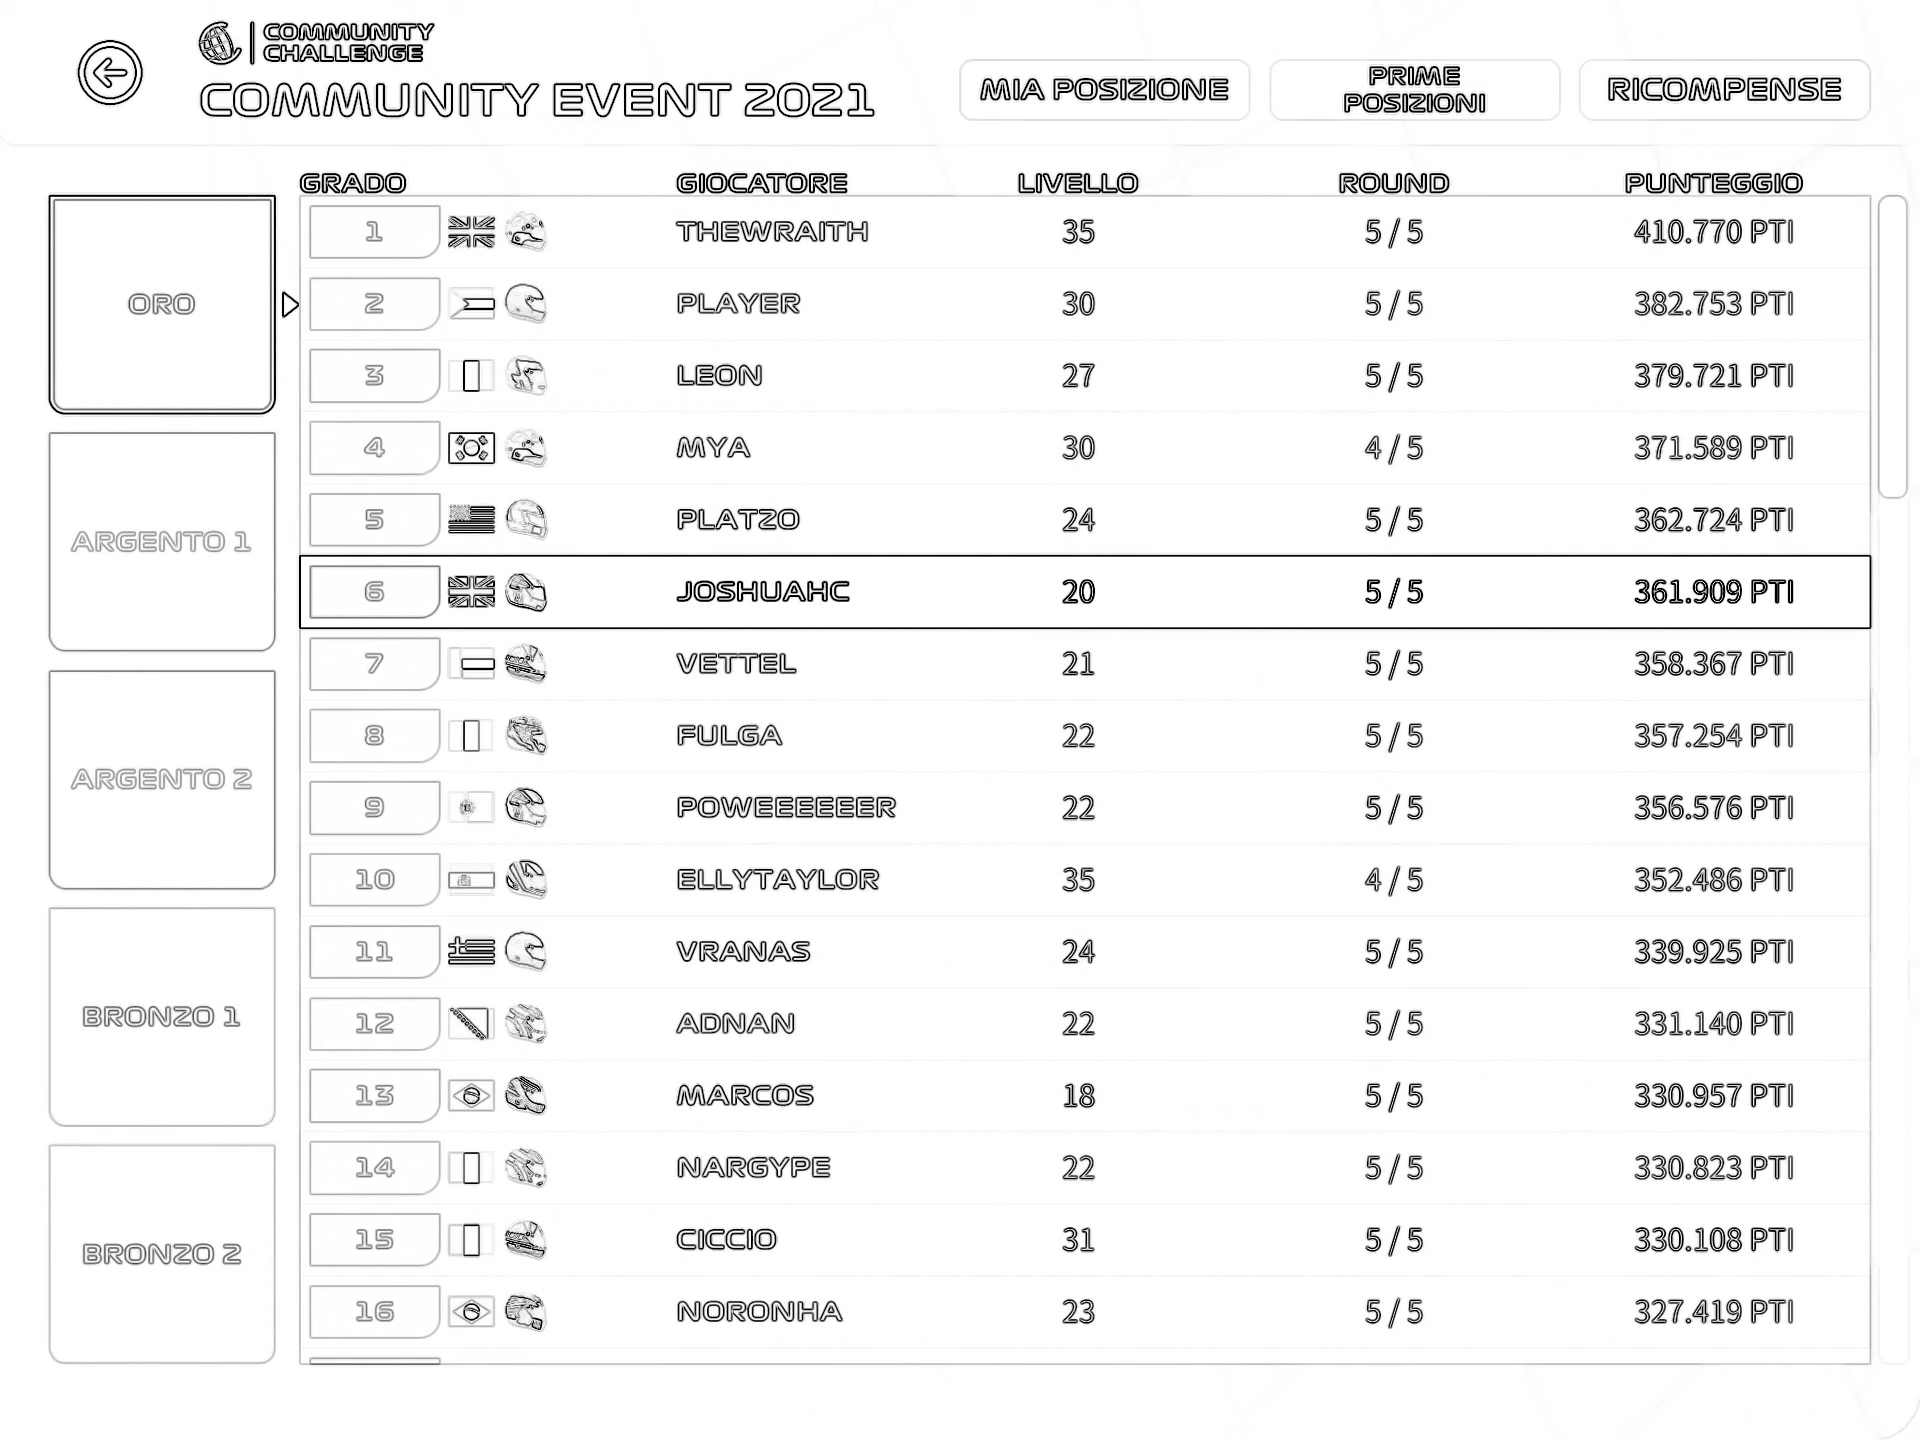 COMMUNITY
CHALLENGE
COMMUNITY EVENT 2021
MIA POSIZIONE
PRIME
POSIZIONI
RICOMPENSE
GRADO GIOCATORE LIVELLO ROUND PUNTEGGIO
1 THEWRAITH 35 5 / 5 410.770 PTI
2 PLAYER 30 5 / 5 382.753 PTI
3 LEON 27 5 / 5 379.721 PTI
4 MYA 30 4 / 5 371.589 PTI
5 PLATZO 24 5 / 5 362.724 PTI
6 JOSHUAHC 20 5 / 5 361.909 PTI
7 VETTEL 21 5 / 5 358.367 PTI
8 FULGA 22 5 / 5 357.254 PTI
9 POWEEEEEER 22 5 / 5 356.576 PTI
10 ELLYTAYLOR 35 4 / 5 352.486 PTI
11 VRANAS 24 5 / 5 339.925 PTI
12 ADNAN 22 5 / 5 331.140 PTI
13 MARCOS 18 5 / 5 330.957 PTI
14 NARGYPE 22 5 / 5 330.823 PTI
15 CICCIO 31 5 / 5 330.108 PTI
16 NORONHA 23 5 / 5 327.419 PTI
ORO
ARGENTO 1
ARGENTO 2
BRONZO 1
BRONZO 2